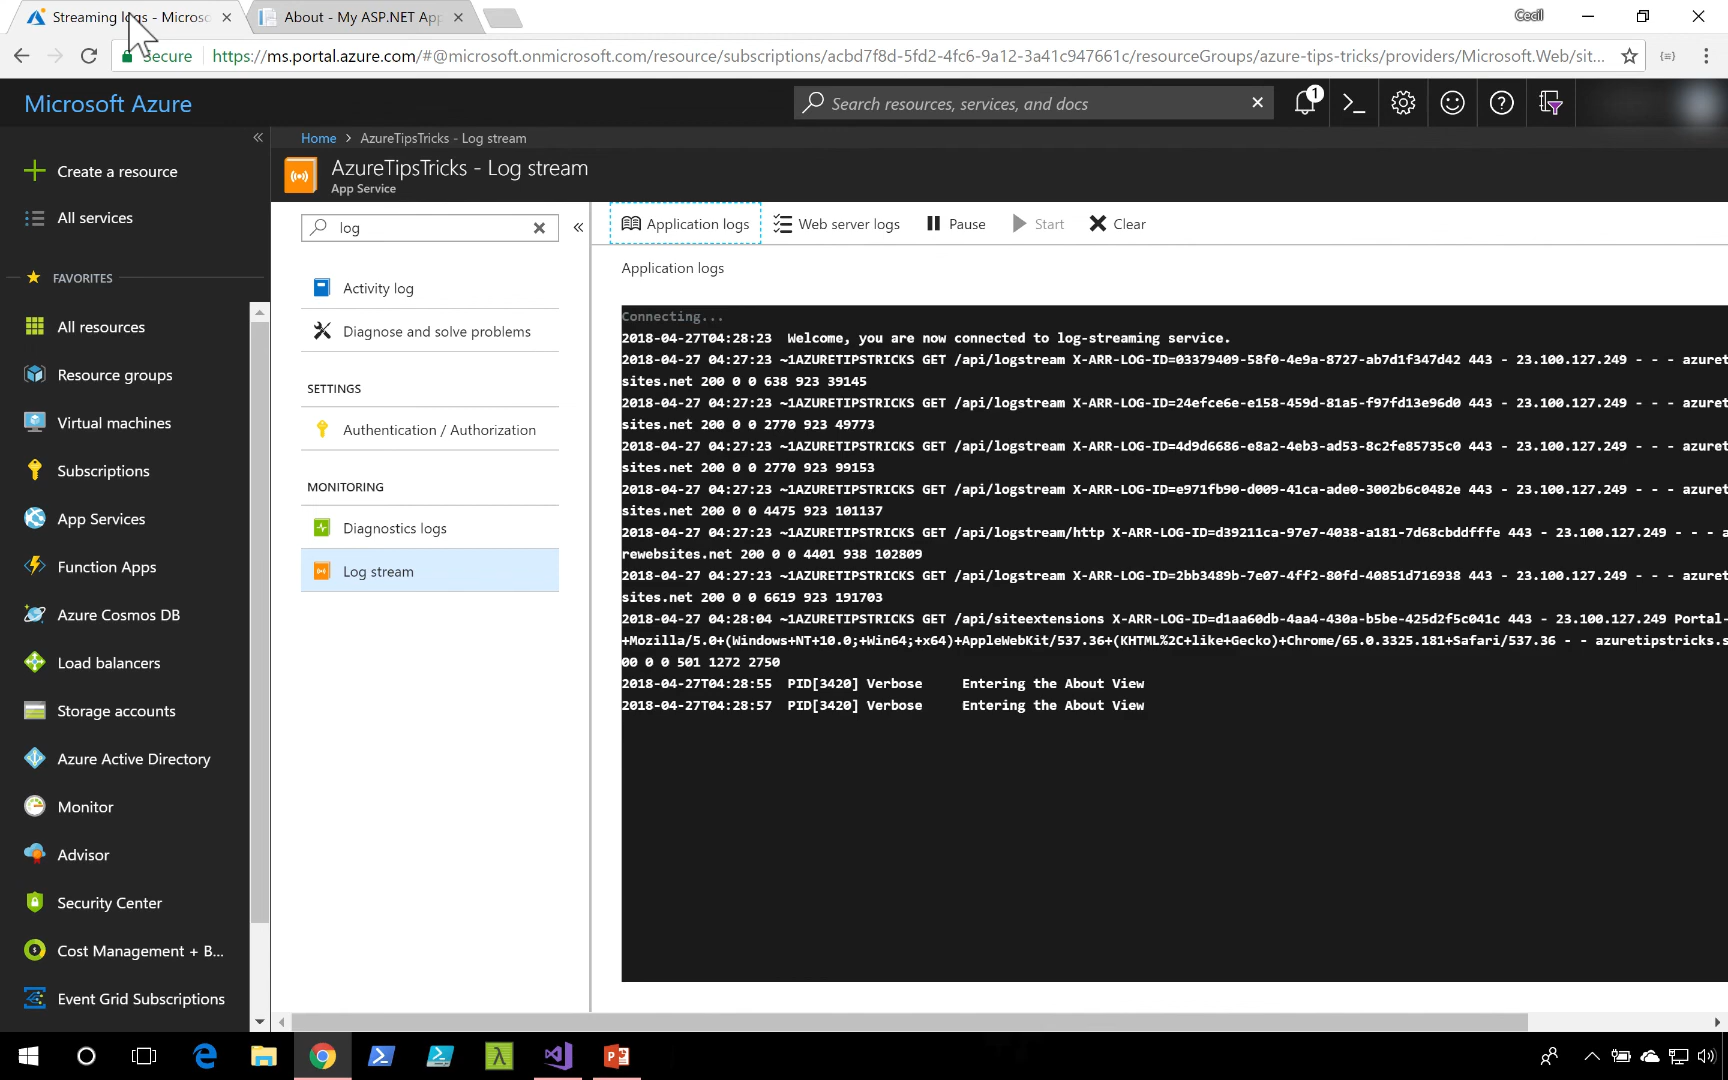 Streaming logs - Microso
About - My ASP.NET App
Cecil
Secure https://ms.portal.azure.com/#@microsoft.onmicrosoft.com/resource/subscriptions/acbd7f8d-5fd2-4fc6-9a12-3a41c947661c/resourceGroups/azure-tips-tricks/providers/Microsoft.Web/sit...
Microsoft Azure
Search resources, services, and docs
1
Home > AzureTipsTricks - Log stream
AzureTipsTricks - Log stream
App Service
Create a resource
All services
FAVORITES
All resources
Resource groups
Virtual machines
Subscriptions
App Services
Function Apps
Azure Cosmos DB
Load balancers
Storage accounts
Azure Active Directory
Monitor
Advisor
Security Center
Cost Management + B...
Event Grid Subscriptions
log
Activity log
Diagnose and solve problems
SETTINGS
Authentication / Authorization
MONITORING
Diagnostics logs
Log stream
Application logs Web server logs Pause Start Clear
Application logs
Connecting...
2018-04-27T04:28:23 Welcome, you are now connected to log-streaming service.
2018-04-27 04:27:23 ~1AZURETIPSTRICKS GET /api/logstream X-ARR-LOG-ID=03379409-58f0-4e9a-8727-ab7d1f347d42 443 - 23.100.127.249 - - - azuret
sites.net 200 0 0 638 923 39145
2018-04-27 04:27:23 ~1AZURETIPSTRICKS GET /api/logstream X-ARR-LOG-ID=24efce6e-e158-459d-81a5-f97fd13e96d0 443 - 23.100.127.249 - - - azuret
sites.net 200 0 0 2770 923 49773
2018-04-27 04:27:23 ~1AZURETIPSTRICKS GET /api/logstream X-ARR-LOG-ID=4d9d6686-e8a2-4eb3-ad53-8c2fe85735c0 443 - 23.100.127.249 - - - azuret
sites.net 200 0 0 2770 923 99153
2018-04-27 04:27:23 ~1AZURETIPSTRICKS GET /api/logstream X-ARR-LOG-ID=e971fb90-d009-41ca-ade0-3002b6c0482e 443 - 23.100.127.249 - - - azuret
sites.net 200 0 0 4475 923 101137
2018-04-27 04:27:23 ~1AZURETIPSTRICKS GET /api/logstream/http X-ARR-LOG-ID=d39211ca-97e7-4038-a181-7d68cbddfffe 443 - 23.100.127.249 - - - a
rewebsites.net 200 0 0 4401 938 102809
2018-04-27 04:27:23 ~1AZURETIPSTRICKS GET /api/logstream X-ARR-LOG-ID=2bb3489b-7e07-4ff2-80fd-40851d716938 443 - 23.100.127.249 - - - azuret
sites.net 200 0 0 6619 923 191703
2018-04-27 04:28:04 ~1AZURETIPSTRICKS GET /api/siteextensions X-ARR-LOG-ID=d1aa60db-4aa4-430a-b5be-425d2f5c041c 443 - 23.100.127.249 Portal-
+Mozilla/5.0+(Windows+NT+10.0;+Win64;+x64)+AppleWebKit/537.36+(KHTML%2C+like+Gecko)+Chrome/65.0.3325.181+Safari/537.36 - - azuretipstricks.s
00 0 0 501 1272 2750
2018-04-27T04:28:55 PID[3420] Verbose Entering the About View
2018-04-27T04:28:57 PID[3420] Verbose Entering the About View